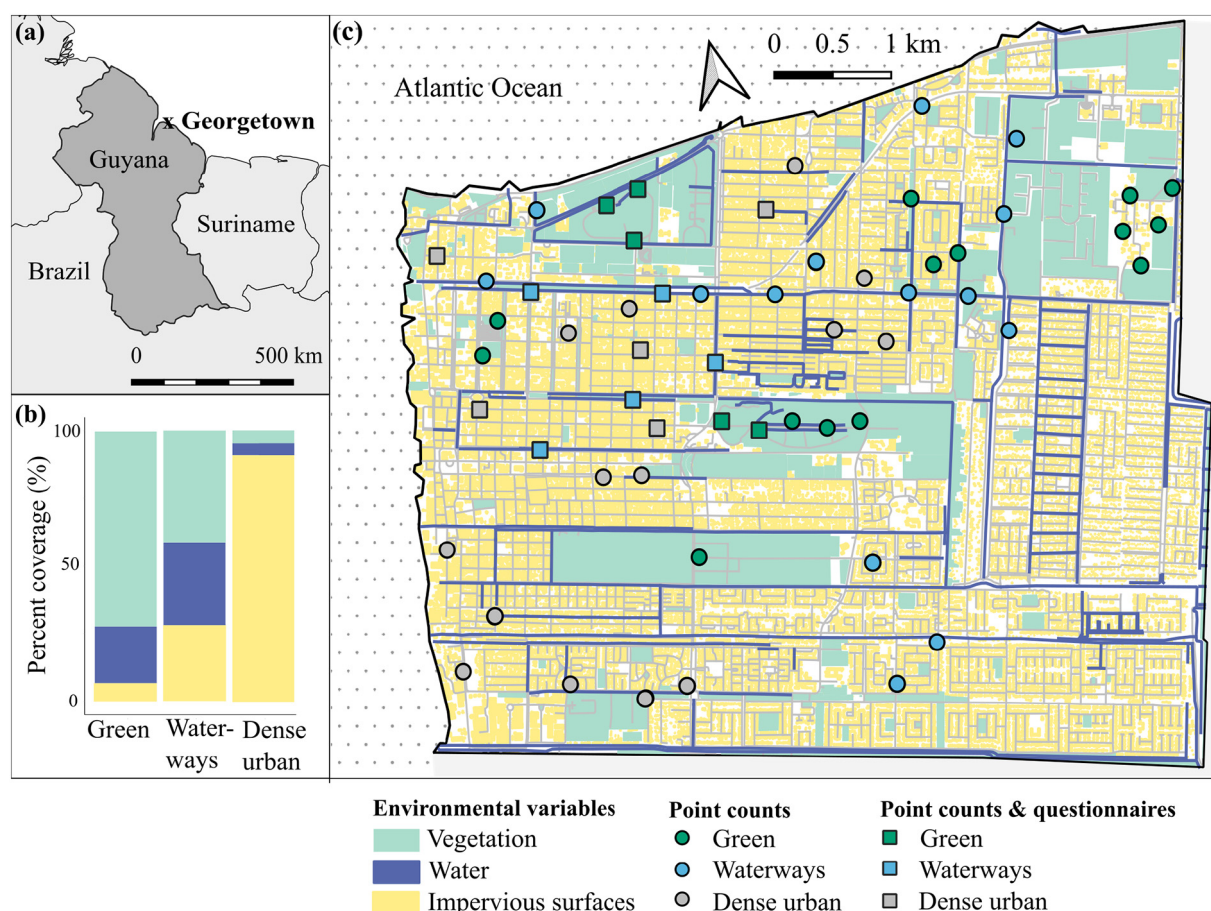 (a)
x Georgetown
Guyana
Suriname
Brazil
0 500 km
(b)
Percent coverage (%)
100
50
0
Green
Water-
ways
Dense
urban
(c)
0 0.5 1 km
Atlantic Ocean
Environmental variables
Vegetation
Water
Impervious surfaces
Point counts
Green
Waterways
Dense urban
Point counts & questionnaires
Green
Waterways
Dense urban